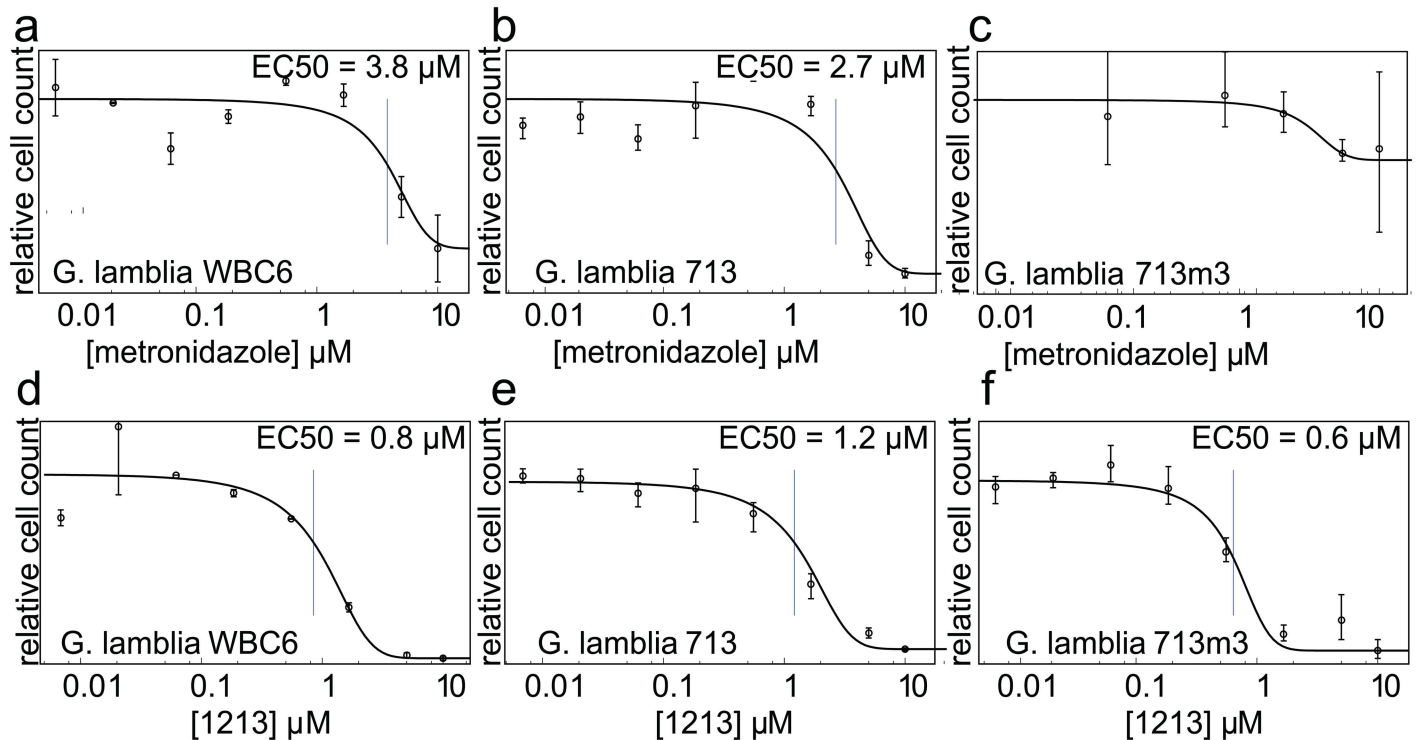 a
relative cell count
EC50 = 3.8 µM
G. lamblia WBC6
0.01 0.1 1 10
[metronidazole] µM
b
relative cell count
EC50 = 2.7 µM
G. lamblia 713
0.01 0.1 1 10
[metronidazole] µM
c
relative cell count
G. lamblia 713m3
0.01 0.1 1 10
[metronidazole] µM
d
relative cell count
EC50 = 0.8 µM
G. lamblia WBC6
0.01 0.1 1 10
[1213] µM
e
relative cell count
EC50 = 1.2 µM
G. lamblia 713
0.01 0.1 1 10
[1213] µM
f
relative cell count
EC50 = 0.6 µM
G. lamblia 713m3
0.01 0.1 1 10
[1213] µM